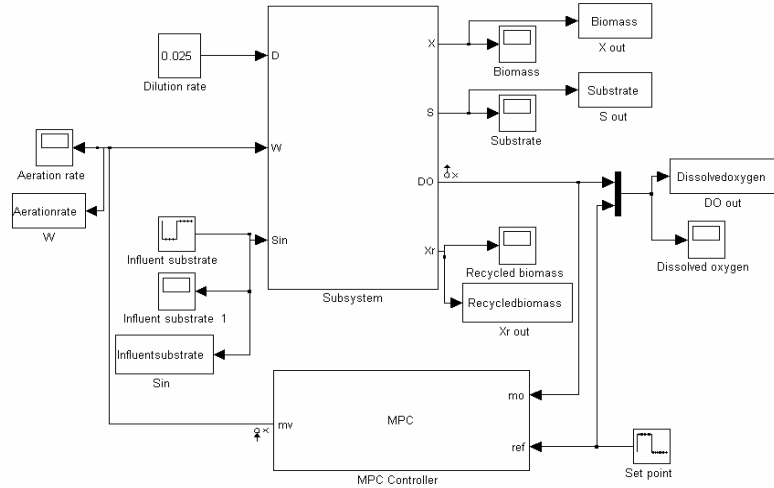 Biomass
X out
X
0.025
D
Biomass
Dilution rate
Substrate
S
S out
Substrate
Aeration rate
W
x
DO
Dissolvedoxygen
DO out
Aerationrate
W
Influent substrate
Sin
Xr
Recycled biomass
Dissolved oxygen
Subsystem
Recycledbiomass
Influent substrate 1
Xr out
Influentsubstrate
Sin
mo
MPC
mv
x
ref
Set point
MPC Controller